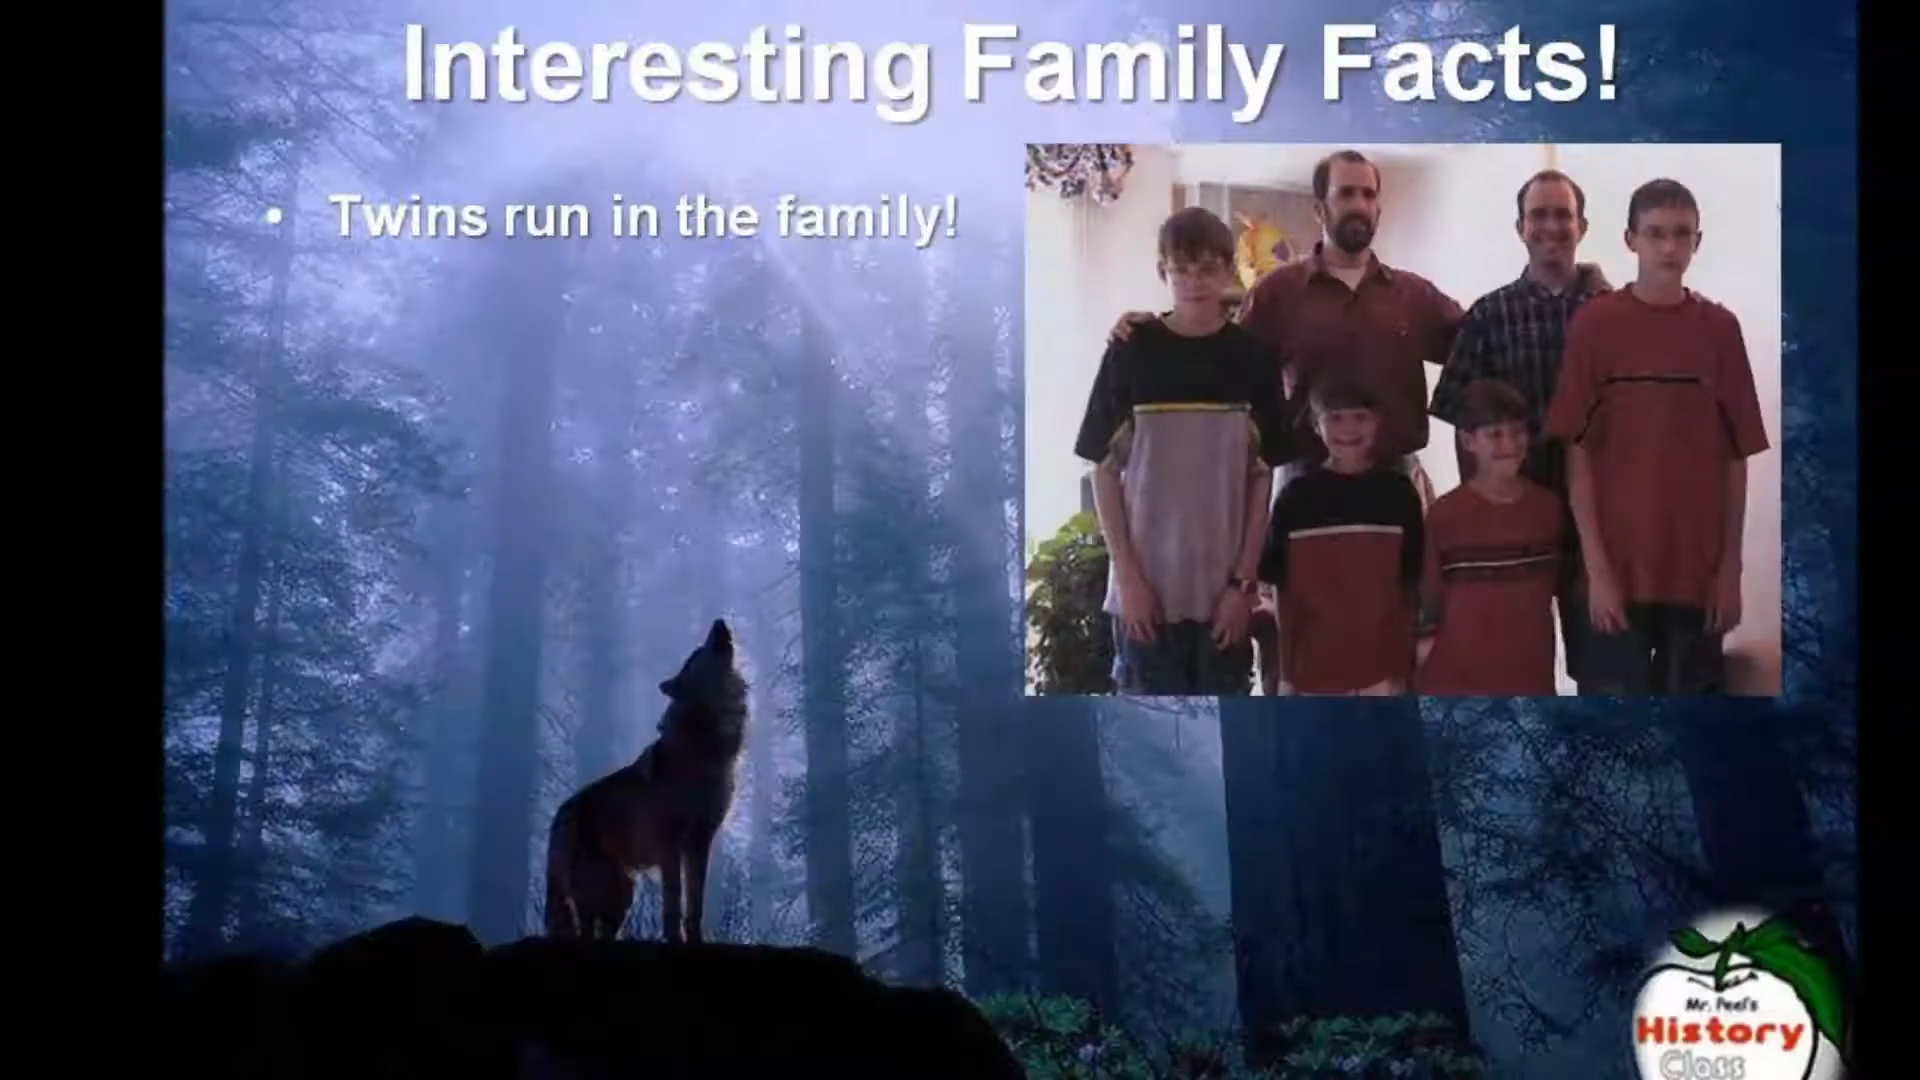 Interesting Family Facts!
• Twins run in the family!
Mr. Peel's
History
Class